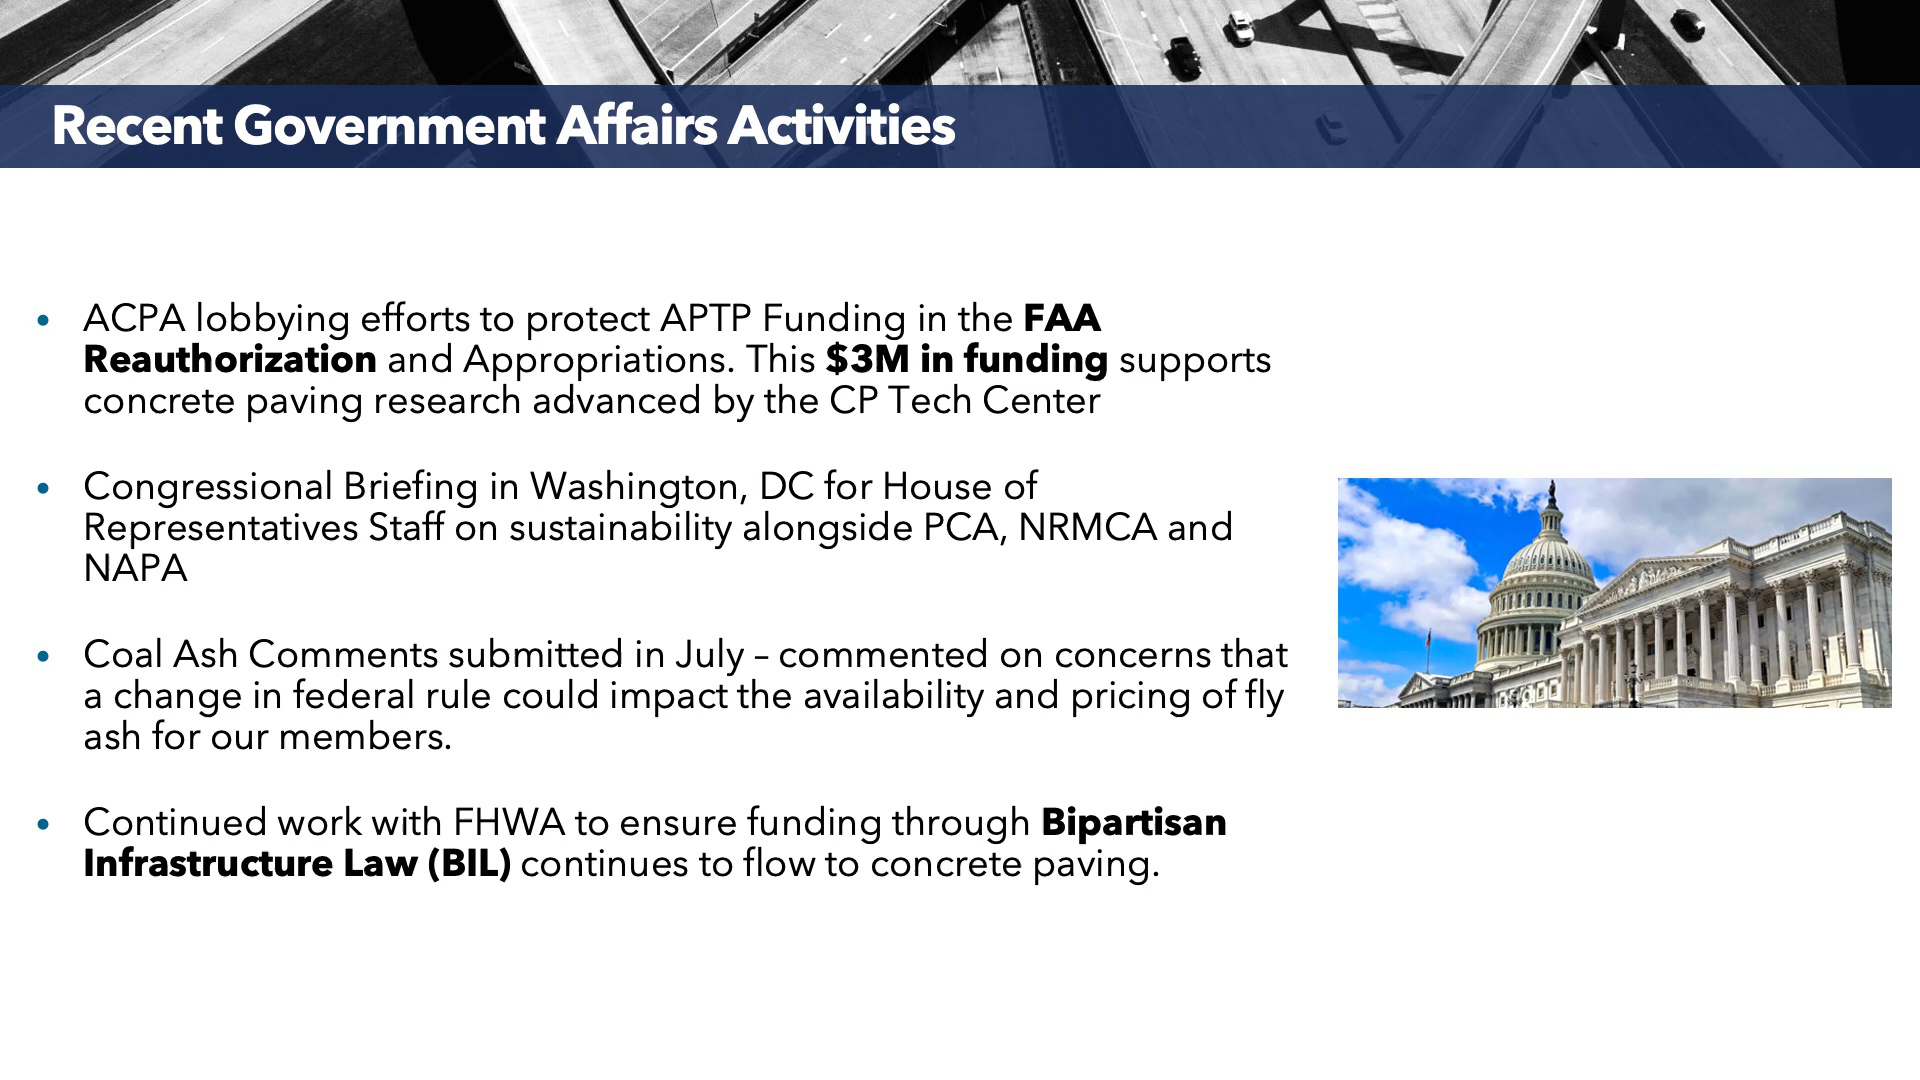 Recent Government Affairs Activities
• ACPA lobbying efforts to protect APTP Funding in the FAA
Reauthorization and Appropriations. This $3M in funding supports
concrete paving research advanced by the CP Tech Center
• Congressional Briefing in Washington, DC for House of
Representatives Staff on sustainability alongside PCA, NRMCA and
NAPA
• Coal Ash Comments submitted in July – commented on concerns that
a change in federal rule could impact the availability and pricing of fly
ash for our members.
• Continued work with FHWA to ensure funding through Bipartisan
Infrastructure Law (BIL) continues to flow to concrete paving.